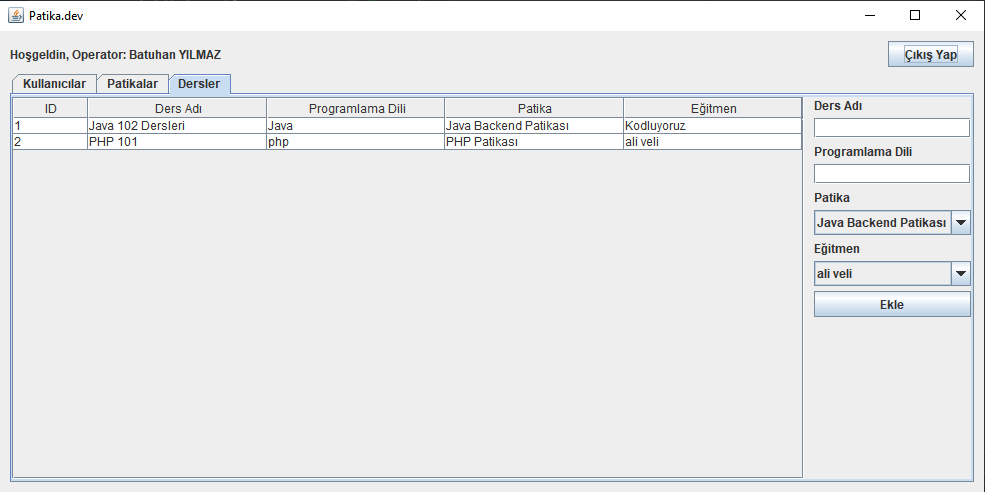 Patika.dev
Hoşgeldin, Operator: Batuhan YILMAZ
Çıkış Yap
Kullanıcılar Patikalar Dersler
ID Ders Adı Programlama Dili Patika Eğitmen
1 Java 102 Dersleri Java Java Backend Patikası Kodluyoruz
2 PHP 101 php PHP Patikası ali veli
Ders Adı
Programlama Dili
Patika
Java Backend Patikası
Eğitmen
ali veli
Ekle